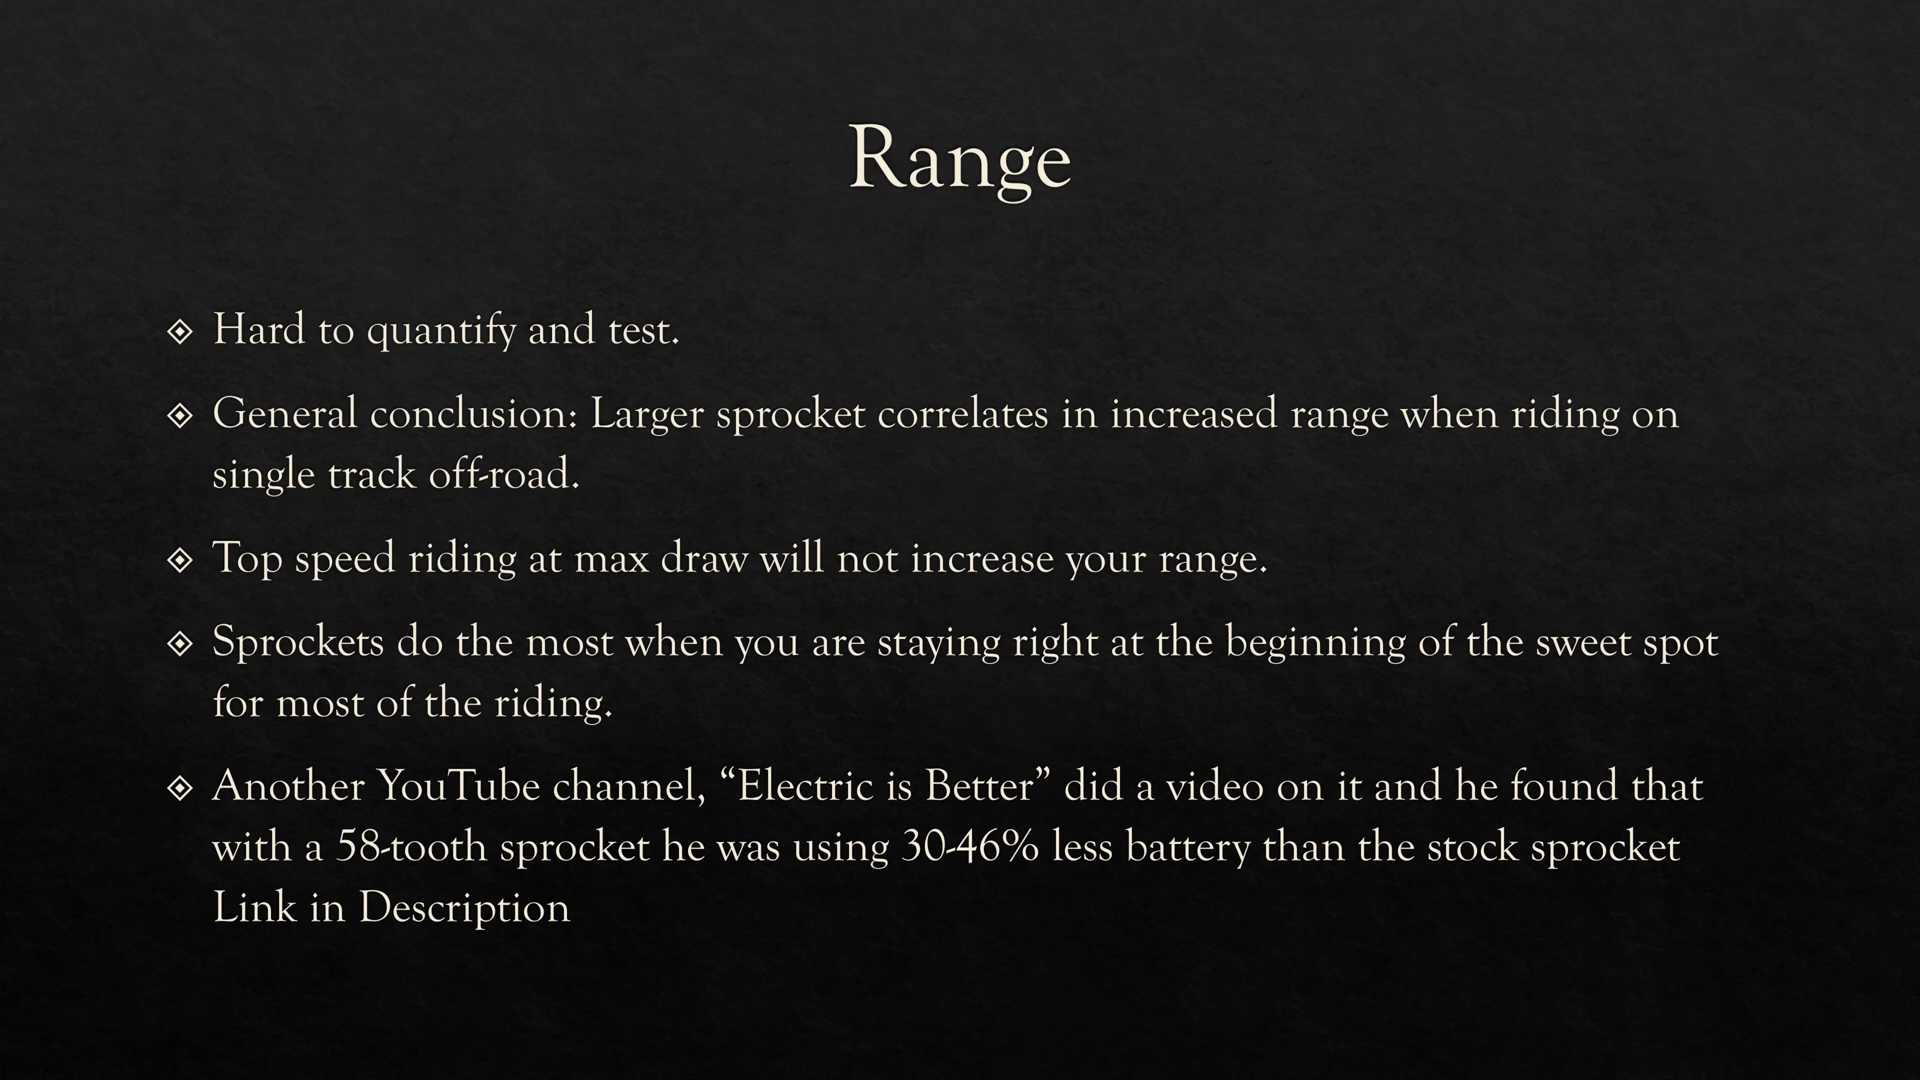 Range
Hard to quantify and test.
General conclusion: Larger sprocket correlates in increased range when riding on
single track off-road.
Top speed riding at max draw will not increase your range.
Sprockets do the most when you are staying right at the beginning of the sweet spot
for most of the riding.
Another YouTube channel, “Electric is Better” did a video on it and he found that
with a 58-tooth sprocket he was using 30-46% less battery than the stock sprocket
Link in Description